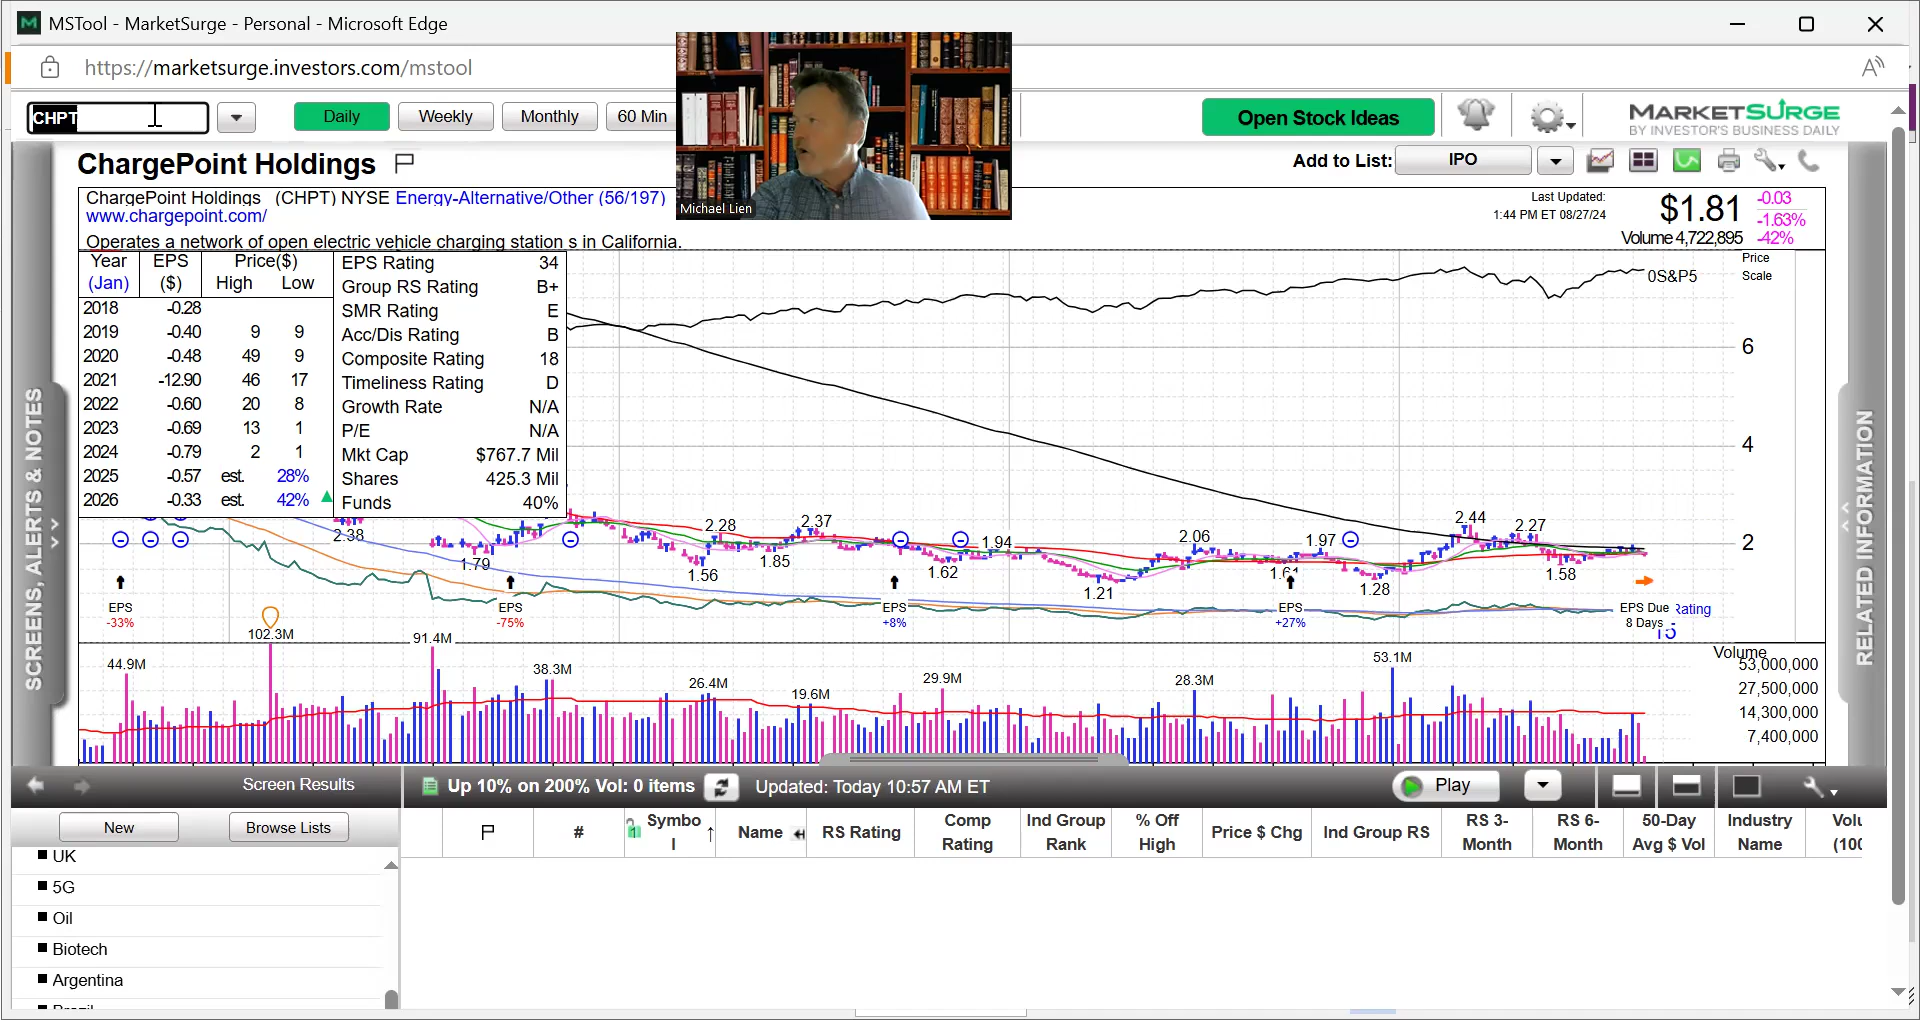 MSTool - MarketSurge - Personal - Microsoft Edge
https://marketsurge.investors.com/mstool
CHPT
Daily
Weekly
Monthly
60 Min
Open Stock Ideas
MARKETSURGE
BY INVESTOR'S BUSINESS DAILY
Michael Lien
ChargePoint Holdings
Add to List:
IPO
ChargePoint Holdings (CHPT) NYSE Energy-Alternative/Other (56/197)
www.chargepoint.com/
Operates a network of open electric vehicle charging station s in California.
Last Updated:
1:44 PM ET 08/27/24
$1.81
-0.03
-1.63%
Volume 4,722,895
-42%
Year EPS Price($)
(Jan) ($) High Low
2018 -0.28
2019 -0.40 9 9
2020 -0.48 49 9
2021 -12.90 46 17
2022 -0.60 20 8
2023 -0.69 13 1
2024 -0.79 2 1
2025 -0.57 est. 28%
2026 -0.33 est. 42%
EPS Rating 34
Group RS Rating B+
SMR Rating E
Acc/Dis Rating B
Composite Rating 18
Timeliness Rating D
Growth Rate N/A
P/E N/A
Mkt Cap $767.7 Mil
Shares 425.3 Mil
Funds 40%
Price
Scale
0S&P5
6
4
2
2.38
1.79
1.56
2.28
1.85
2.37
1.62
1.94
1.21
2.06
1.61
1.97
1.28
2.44
2.27
1.58
EPS
-33%
EPS
-75%
EPS
+8%
EPS
+27%
EPS Due
8 Days
Rating
15
44.9M
102.3M
91.4M
38.3M
26.4M
19.6M
29.9M
28.3M
53.1M
Volume
53,000,000
27,500,000
14,300,000
7,400,000
SCREENS, ALERTS & NOTES
RELATED INFORMATION
Screen Results
Up 10% on 200% Vol: 0 items
Updated: Today 10:57 AM ET
Play
New
Browse Lists
# Symbo
l Name RS Rating Comp
Rating Ind Group
Rank % Off
High Price $ Chg Ind Group RS RS 3-
Month RS 6-
Month 50-Day
Avg $ Vol Industry
Name Volu
(100
UK
5G
Oil
Biotech
Argentina